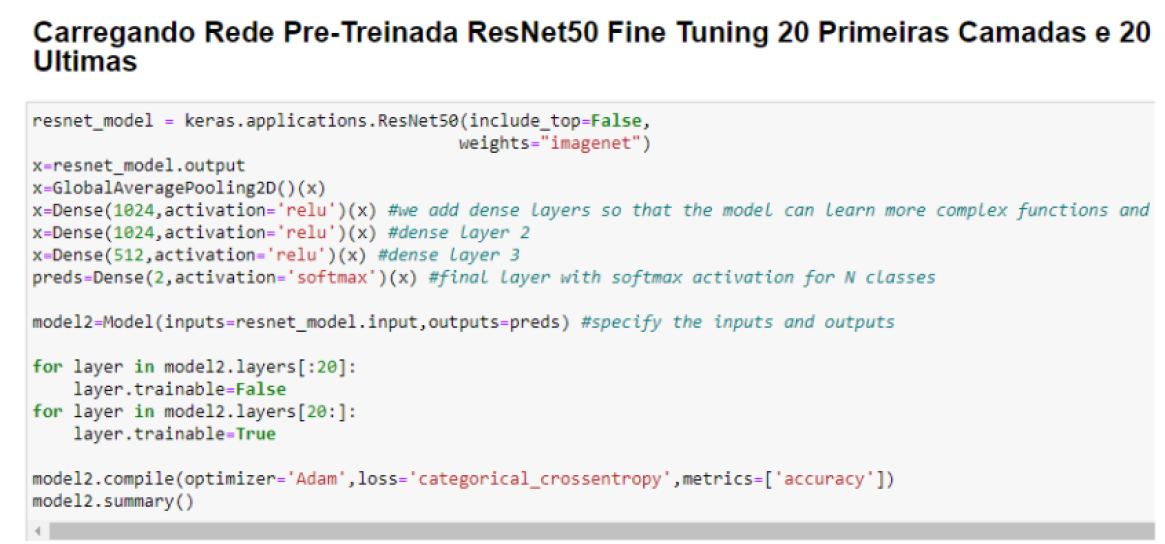 Carregando Rede Pre-Treinada ResNet50 Fine Tuning 20 Primeiras Camadas e 20
Ultimas
resnet_model = keras.applications.ResNet50(include_top=False,
                                          weights="imagenet")
x=resnet_model.output
x=GlobalAveragePooling2D()(x)
x=Dense(1024,activation='relu')(x) #we add dense layers so that the model can learn more complex functions and
x=Dense(1024,activation='relu')(x) #dense layer 2
x=Dense(512,activation='relu')(x) #dense layer 3
preds=Dense(2,activation='softmax')(x) #final layer with softmax activation for N classes
model2=Model(inputs=resnet_model.input,outputs=preds) #specify the inputs and outputs
for layer in model2.layers[:20]:
    layer.trainable=False
for layer in model2.layers[20:]:
    layer.trainable=True
model2.compile(optimizer='Adam',loss='categorical_crossentropy',metrics=['accuracy'])
model2.summary()